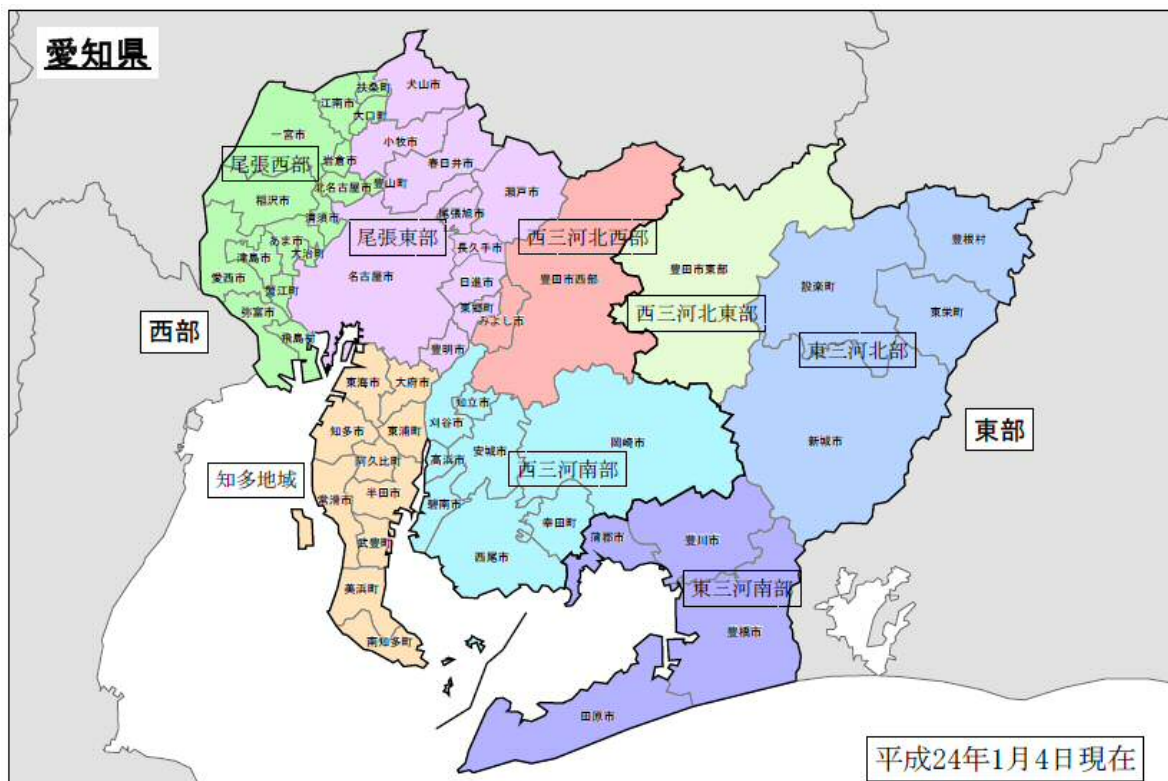 愛知県
扶桑町
犬山市
江南市
大口町
一宮市
小牧市
尾張西部
岩倉市
春日井市
北名古屋市
豊山町
瀬戸市
稲沢市
尾張旭市
清須市
尾張東部
西三河北西部
豊根村
あま市
長久手市
大治町
津島市
名古屋市
豊田市西部
豊田市東部
愛西市
日進市
設楽町
蟹江町
弥富市
東郷町
みよし市
西三河北東部
東栄町
西部
飛島村
豊明市
東三河北部
東海市
大府市
知立市
刈谷市
知多市
東浦町
安城市
岡崎市
新城市
東部
高浜市
阿久比町
西三河南部
知多地域
半田市
常滑市
碧南市
幸田町
武豊町
西尾市
蒲郡市
豊川市
美浜町
東三河南部
南知多町
豊橋市
田原市
平成24年1月4日現在